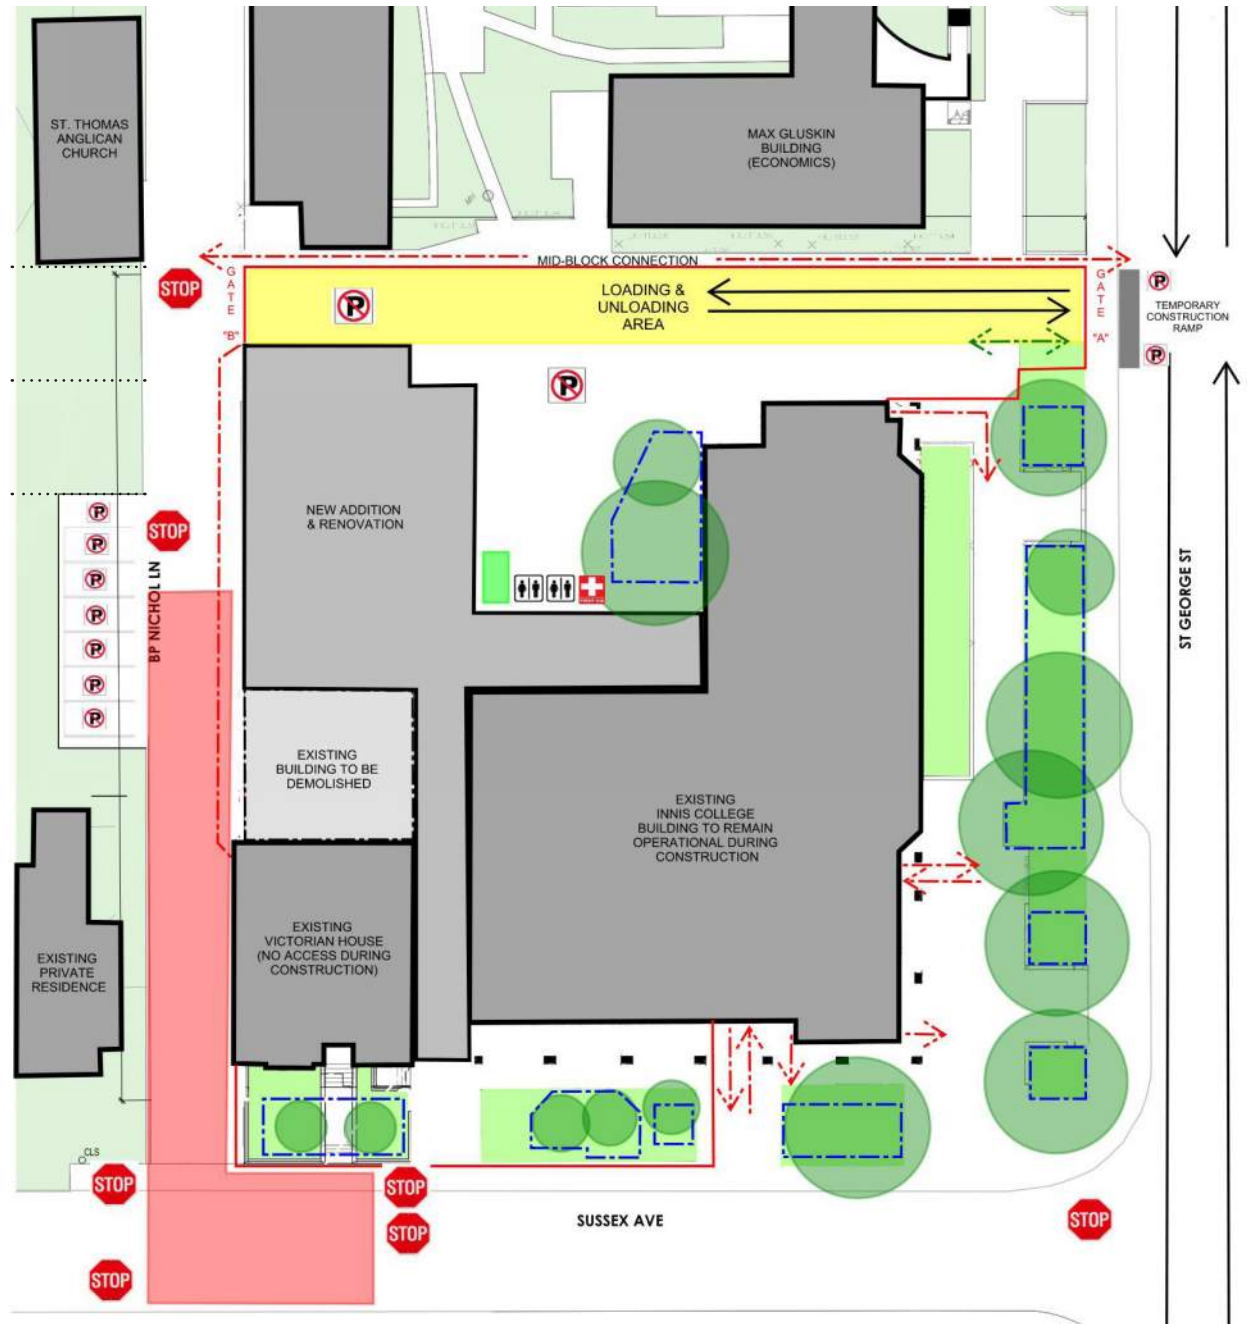 ST. THOMAS
ANGLICAN
CHURCH
MAX GLUSKIN
BUILDING
(ECONOMICS)
MID-BLOCK CONNECTION
STOP
GATE "B"
P
LOADING &
UNLOADING
AREA
GATE "A"
P
TEMPORARY
CONSTRUCTION
RAMP
P
P
NEW ADDITION
& RENOVATION
P
P
P
P
P
P
P
STOP
BP NICHOL LN
ST GEORGE ST
EXISTING
BUILDING TO BE
DEMOLISHED
EXISTING
INNIS COLLEGE
BUILDING TO REMAIN
OPERATIONAL DURING
CONSTRUCTION
EXISTING
VICTORIAN HOUSE
(NO ACCESS DURING
CONSTRUCTION)
EXISTING
PRIVATE
RESIDENCE
CLS
STOP
STOP
STOP
STOP
SUSSEX AVE
STOP